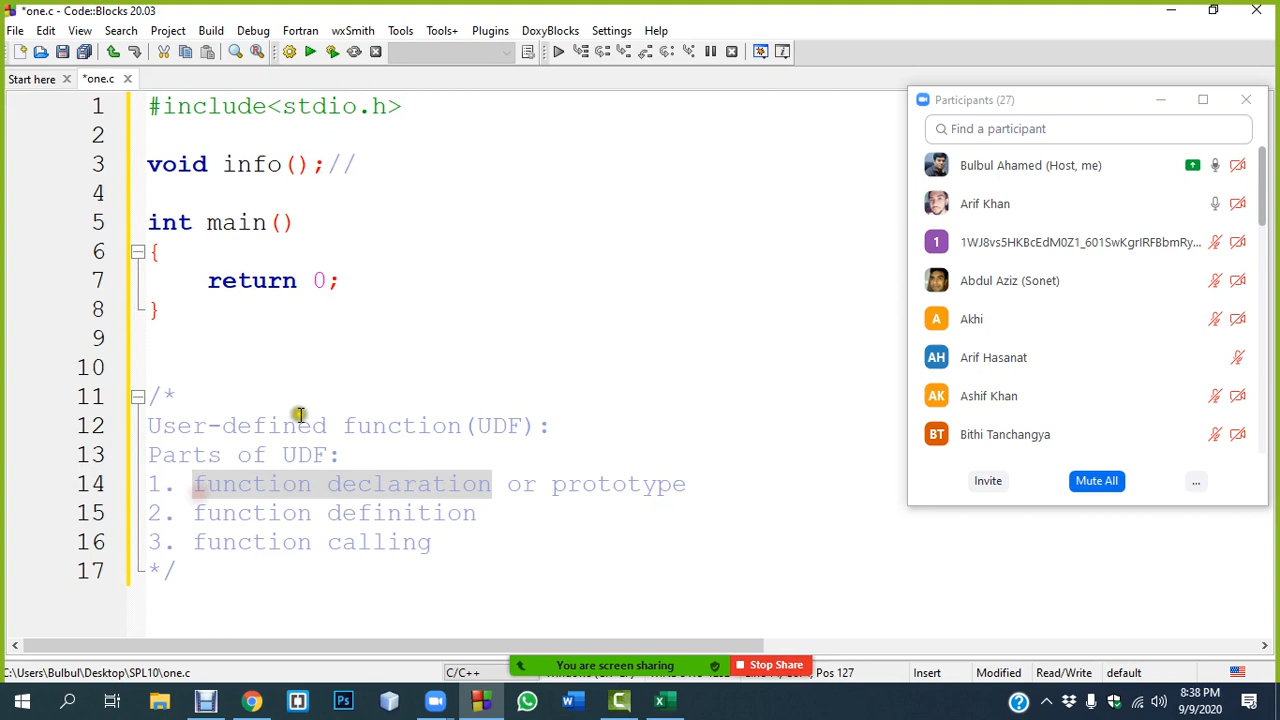 *one.c - Code::Blocks 20.03
File Edit View Search Project Build Debug Fortran wxSmith Tools Tools+ Plugins DoxyBlocks Settings Help
Start here
*one.c
1 #include<stdio.h>
2
3 void info();//
4
5 int main()
6 {
7 return 0;
8 }
9
10
11 /*
12 User-defined function(UDF):
13 Parts of UDF:
14 1. function declaration or prototype
15 2. function definition
16 3. function calling
17 */
Participants (27)
Find a participant
Bulbul Ahamed (Host, me)
Arif Khan
1 1WJ8vs5HKBcEdM0Z1_601SwKgrIRFBbmRy...
Abdul Aziz (Sonet)
A Akhi
AH Arif Hasanat
AK Ashif Khan
BT Bithi Tanchangya
Invite Mute All ...
C:\Users\Bulbul\Desktop\SPL10\one.c C/C++ Pos 127 Insert Modified Read/Write default
You are screen sharing Stop Share
8:38 PM
9/9/2020